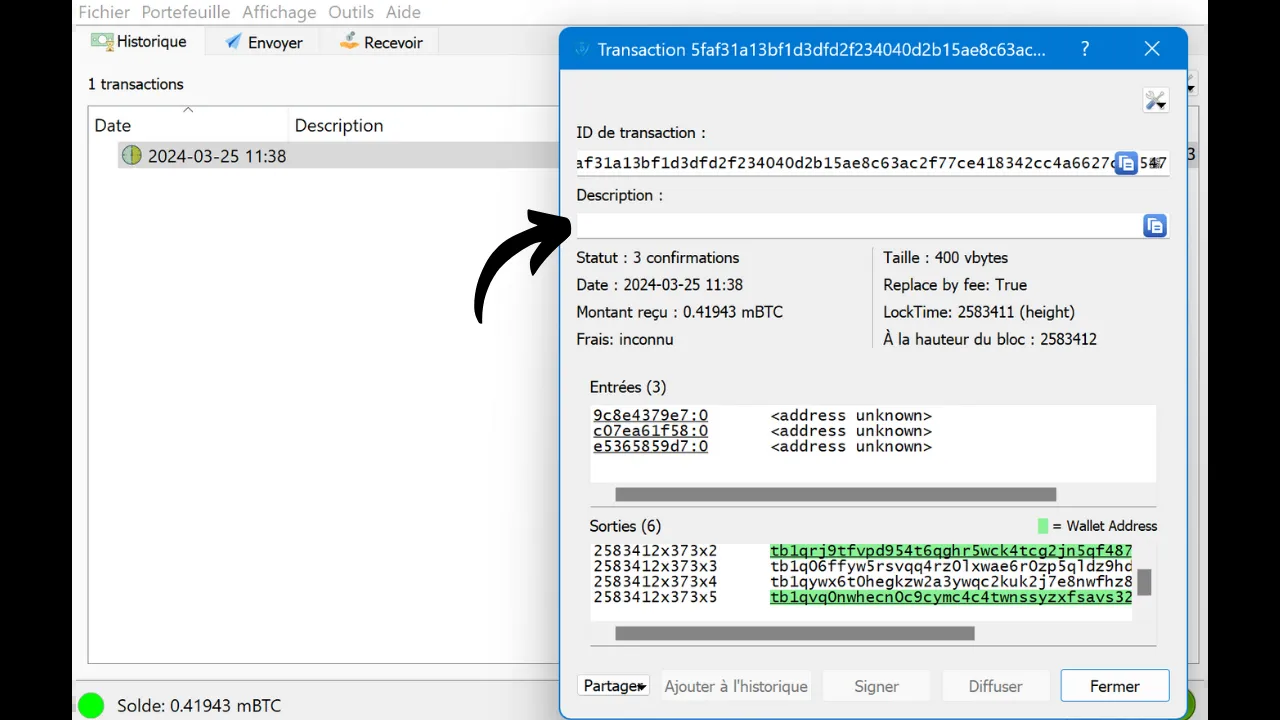 Fichier Portefeuille Affichage Outils Aide
Historique Envoyer Recevoir
1 transactions
Date Description
2024-03-25 11:38
Transaction 5faf31a13bf1d3dfd2f234040d2b15ae8c63ac... ?
ID de transaction :
af31a13bf1d3dfd2f234040d2b15ae8c63ac2f77ce418342cc4a6627
3
Description :
Statut : 3 confirmations
Date : 2024-03-25 11:38
Montant reçu : 0.41943 mBTC
Frais: inconnu
Taille : 400 vbytes
Replace by fee: True
LockTime: 2583411 (height)
À la hauteur du bloc : 2583412
Entrées (3)
9c8e4379e7:0 <address unknown>
c07ea61f58:0 <address unknown>
e5365859d7:0 <address unknown>
Sorties (6) = Wallet Address
2583412x373x2 tb1qrj9tfvpd954t6qghr5wck4tcg2jn5qf487
2583412x373x3 tb1q06ffyw5rsvqq4rz0lxwae6r0zp5qldz9hd
2583412x373x4 tb1qywx6t0hegkzw2a3ywqc2kuk2j7e8nwfhz8
2583412x373x5 tb1qvq0nwhecn0c9cymc4c4twnssyzxfsavs32
Partager Ajouter à l'historique Signer Diffuser Fermer
Solde: 0.41943 mBTC